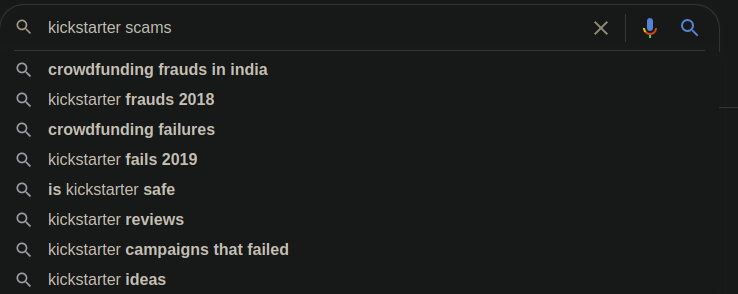 kickstarter scams
crowdfunding frauds in india
kickstarter frauds 2018
crowdfunding failures
kickstarter fails 2019
is kickstarter safe
kickstarter reviews
kickstarter campaigns that failed
kickstarter ideas